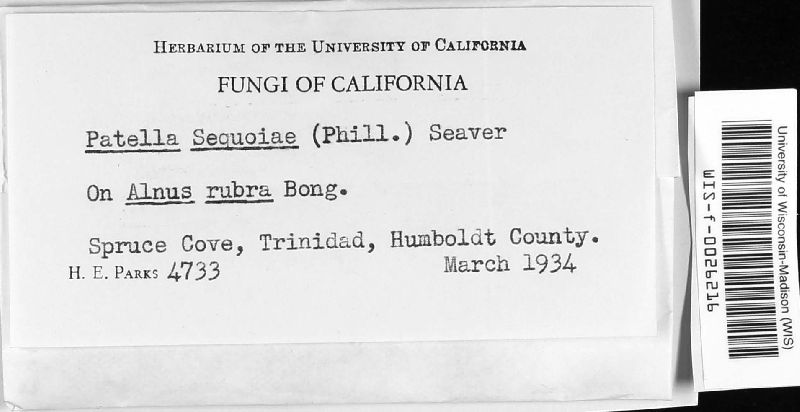 HERBARIUM OF THE UNIVERSITY OF CALIFORNIA
FUNGI OF CALIFORNIA
Patella Sequoiae (Phill.) Seaver
On Alnus rubra Bong.
Spruce Cove, Trinidad, Humboldt County.
H. E. PARKS 4733 March 1934
University of Wisconsin-Madison (WIS)
WIS-f-0026216